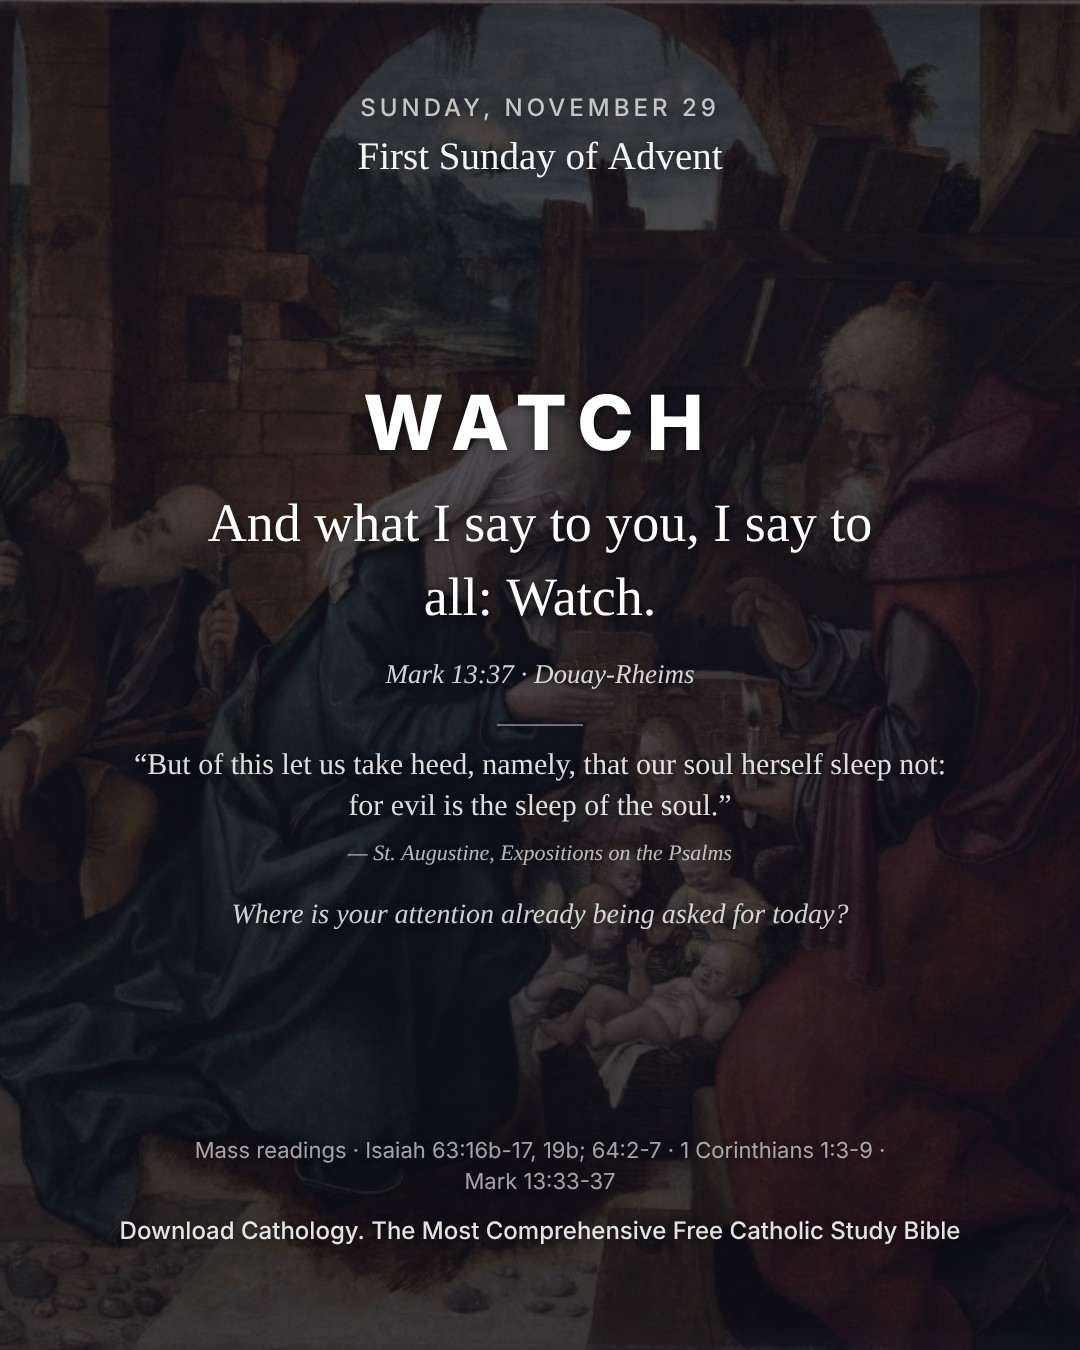 SUNDAY, NOVEMBER 29
First Sunday of Advent
WATCH
And what I say to you, I say to
all: Watch.
Mark 13:37 · Douay-Rheims
“But of this let us take heed, namely, that our soul herself sleep not:
for evil is the sleep of the soul.”
— St. Augustine, Expositions on the Psalms
Where is your attention already being asked for today?
Mass readings · Isaiah 63:16b-17, 19b; 64:2-7 · 1 Corinthians 1:3-9 ·
Mark 13:33-37
Download Cathology. The Most Comprehensive Free Catholic Study Bible